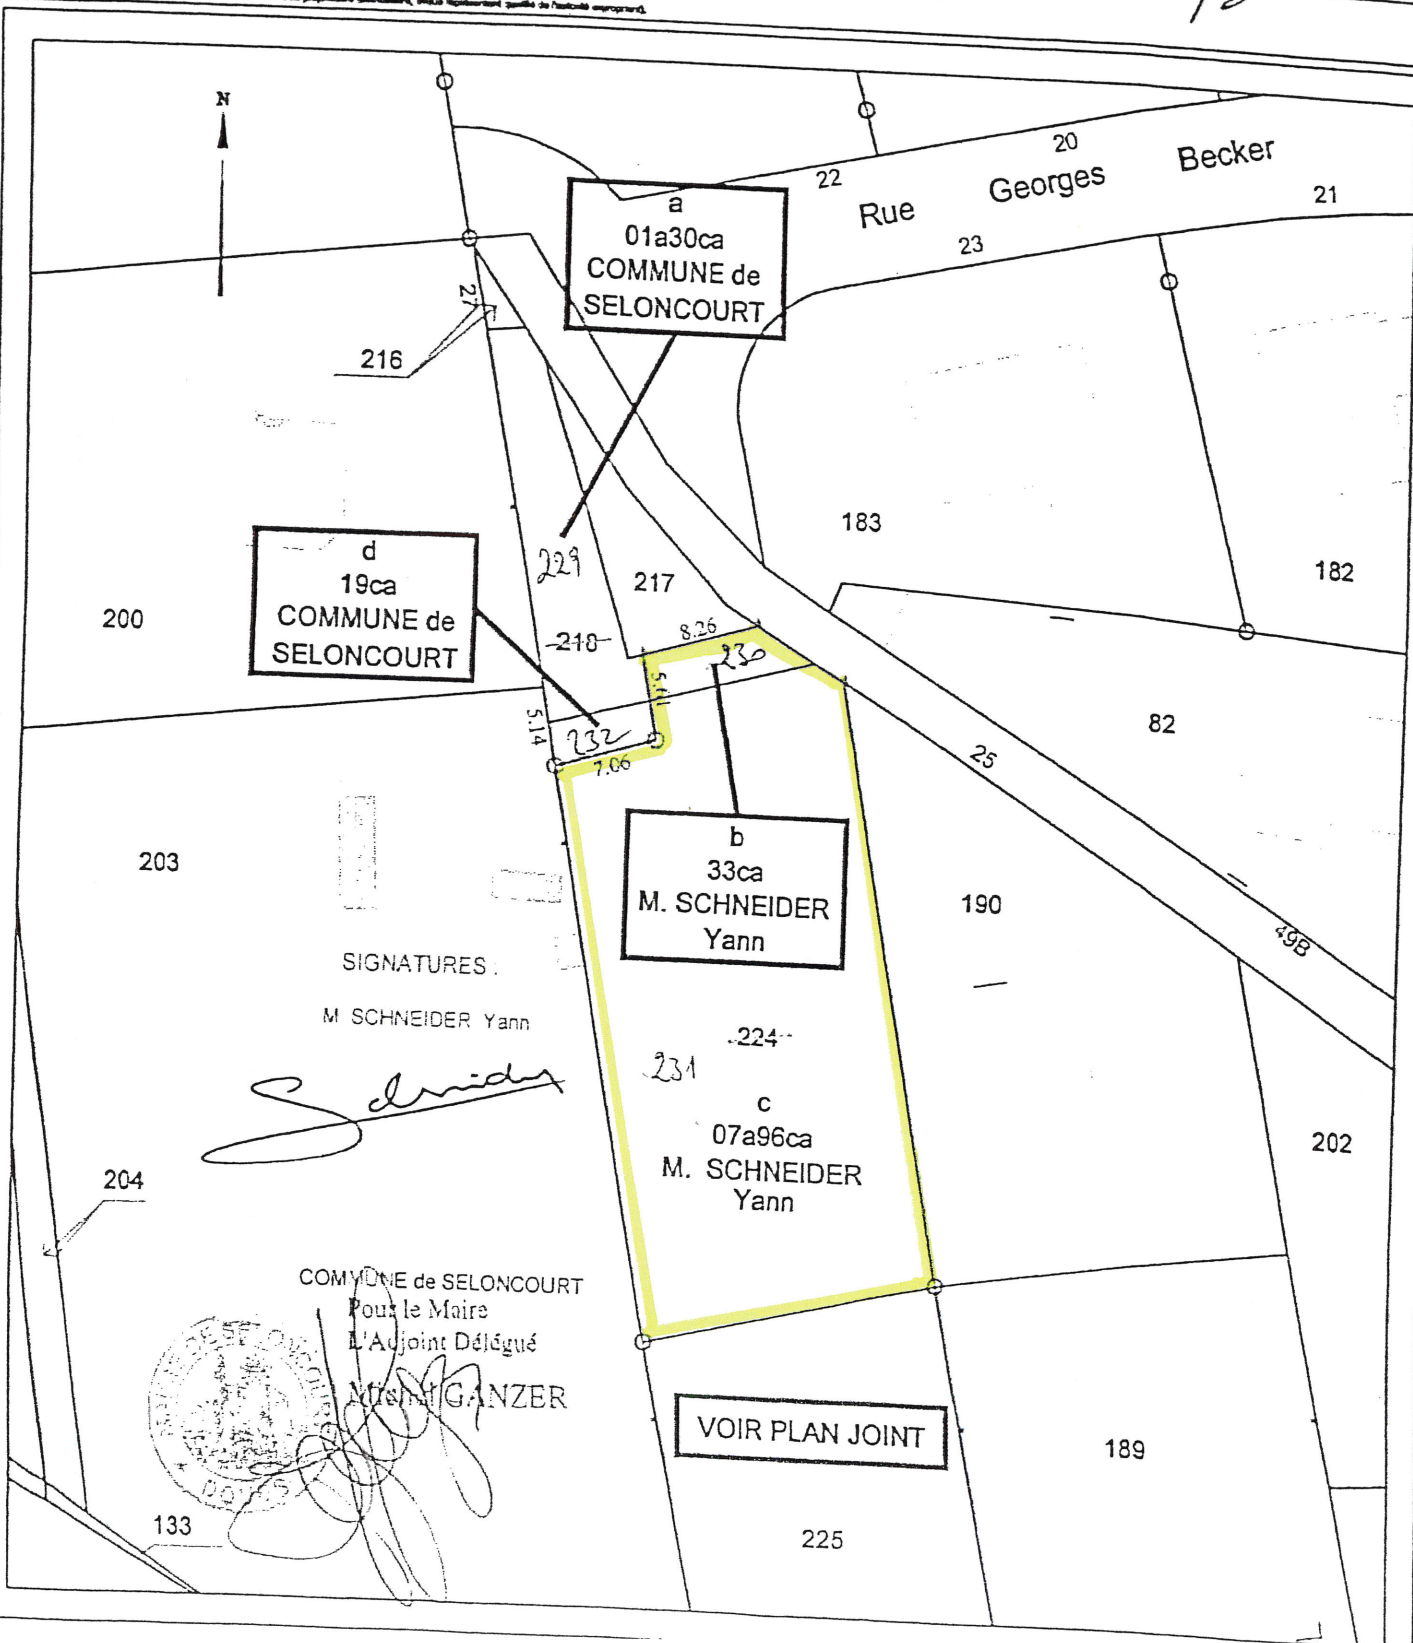 N
20
22
Rue Georges Becker
21
23
a
01a30ca
COMMUNE de
SELONCOURT
27
216
183
182
d
19ca
COMMUNE de
SELONCOURT
229
217
200
218
8.26
230
5.61
5.14
232
7.06
82
25
b
33ca
M. SCHNEIDER
Yann
203
190
49B
SIGNATURES :
M SCHNEIDER Yann
Schneider
224
231
c
07a96ca
M. SCHNEIDER
Yann
202
204
COMMUNE de SELONCOURT
Pour le Maire
L'Adjoint Délégué
GANZER
DOUBS
VOIR PLAN JOINT
189
133
225